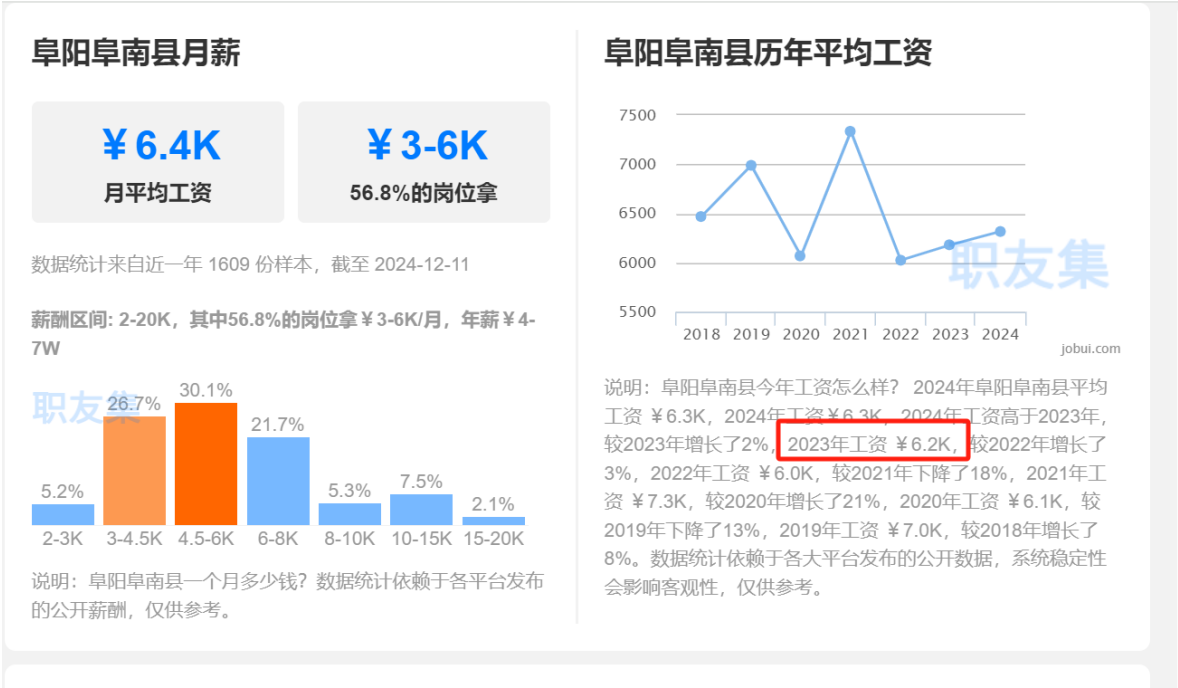 阜阳阜南县月薪
￥6.4K
月平均工资
￥3-6K
56.8%的岗位拿
数据统计来自近一年 1609 份样本，截至 2024-12-11
薪酬区间: 2-20K，其中56.8%的岗位拿￥3-6K/月，年薪￥4-
7W
职友集
5.2%
26.7%
30.1%
21.7%
5.3%
7.5%
2.1%
2-3K
3-4.5K
4.5-6K
6-8K
8-10K
10-15K
15-20K
说明：阜阳阜南县一个月多少钱？数据统计依赖于各平台发布
的公开薪酬，仅供参考。
阜阳阜南县历年平均工资
7500
7000
6500
6000
5500
职友集
2018
2019
2020
2021
2022
2023
2024
jobui.com
说明：阜阳阜南县今年工资怎么样？ 2024年阜阳阜南县平均
工资 ￥6.3K，2024年工资￥6.3K，2024年工资高于2023年，
较2023年增长了2%，2023年工资 ￥6.2K，较2022年增长了
3%，2022年工资 ￥6.0K，较2021年下降了18%，2021年工
资 ￥7.3K，较2020年增长了21%，2020年工资 ￥6.1K，较
2019年下降了13%，2019年工资 ￥7.0K，较2018年增长了
8%。数据统计依赖于各大平台发布的公开数据，系统稳定性
会影响客观性，仅供参考。